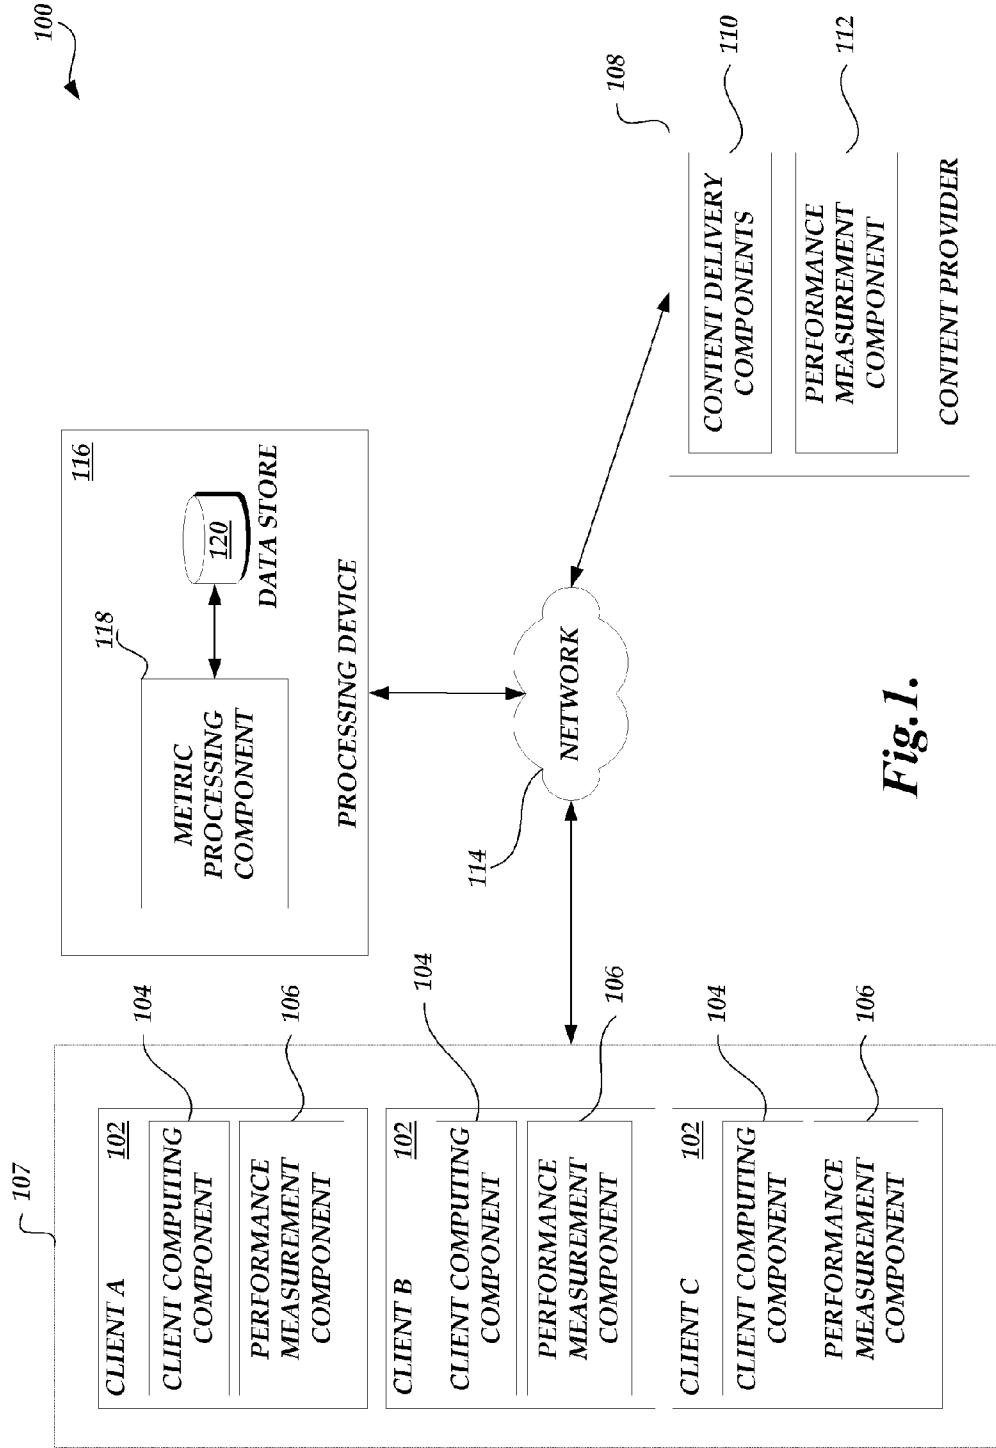 100
107
CLIENT A
102
CLIENT COMPUTING
COMPONENT
104
PERFORMANCE
MEASUREMENT
COMPONENT
106
CLIENT B
102
CLIENT COMPUTING
COMPONENT
104
PERFORMANCE
MEASUREMENT
COMPONENT
106
CLIENT C
102
CLIENT COMPUTING
COMPONENT
104
PERFORMANCE
MEASUREMENT
COMPONENT
106
116
118
METRIC
PROCESSING
COMPONENT
120
DATA STORE
PROCESSING DEVICE
114
NETWORK
108
CONTENT DELIVERY
COMPONENTS
110
PERFORMANCE
MEASUREMENT
COMPONENT
112
CONTENT PROVIDER
Fig.1.